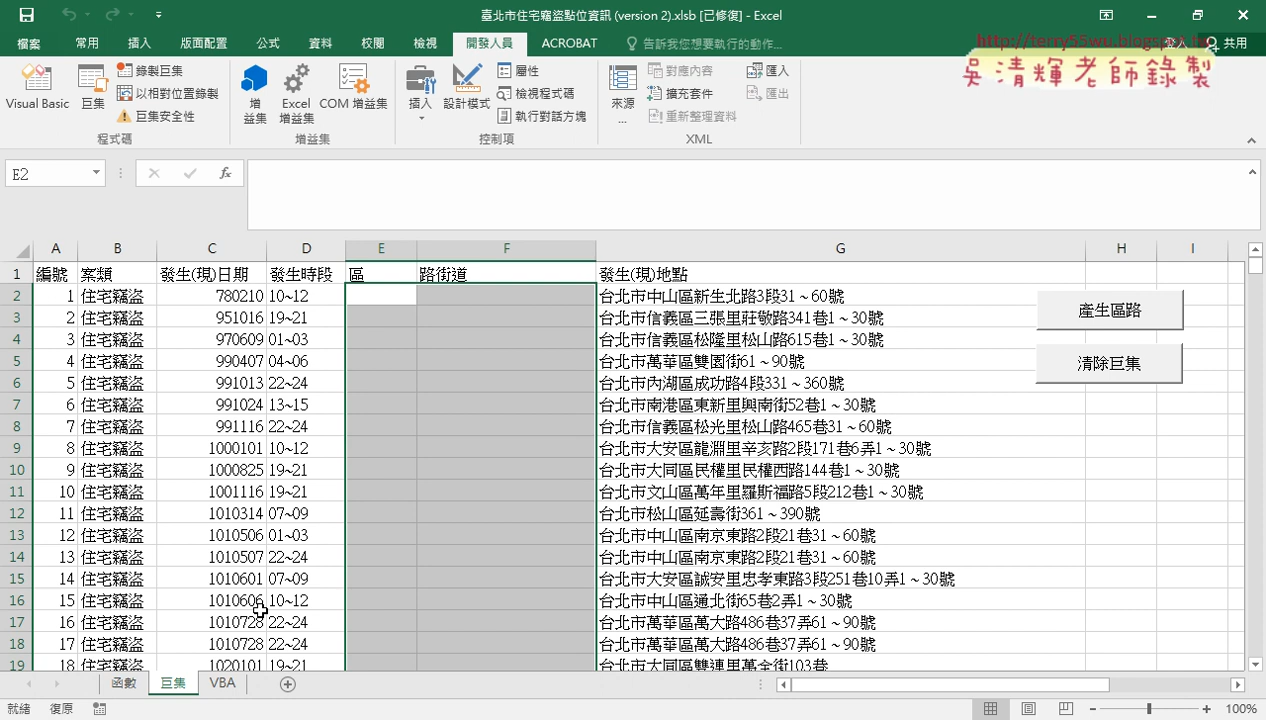 臺北市住宅竊盜點位資訊 (version 2).xlsb [已修復] - Excel
檔案 常用 插入 版面配置 公式 資料 校閱 檢視 開發人員 ACROBAT 告訴我您想要執行的動作... 登入 共用
http://terry55wu.blogspot.tw
吳清輝老師錄製
Visual Basic 巨集 錄製巨集 以相對位置錄製 巨集安全性
增益集 Excel 增益集 COM 增益集
插入 設計模式 屬性 檢視程式碼 執行對話方塊
來源... 對應內容 擴充套件 重新整理資料 匯入 匯出
程式碼 增益集 控制項 XML
E2 fx
A B C D E F G H I
1 編號 案類 發生(現)日期 發生時段 區 路街道 發生(現)地點
2 1 住宅竊盜 780210 10~12 台北市中山區新生北路3段31～60號
3 2 住宅竊盜 951016 19~21 台北市信義區三張里莊敬路341巷1～30號
4 3 住宅竊盜 970609 01~03 台北市信義區松隆里松山路615巷1～30號
5 4 住宅竊盜 990407 04~06 台北市萬華區雙園街61～90號
6 5 住宅竊盜 991013 22~24 台北市內湖區成功路4段331～360號
7 6 住宅竊盜 991024 13~15 台北市南港區東新里興南街52巷1～30號
8 7 住宅竊盜 991116 22~24 台北市信義區松光里松山路465巷31～60號
9 8 住宅竊盜 1000101 10~12 台北市大安區龍淵里辛亥路2段171巷6弄1～30號
10 9 住宅竊盜 1000825 19~21 台北市大同區民權里民權西路144巷1～30號
11 10 住宅竊盜 1001116 19~21 台北市文山區萬年里羅斯福路5段212巷1～30號
12 11 住宅竊盜 1010314 07~09 台北市松山區延壽街361～390號
13 12 住宅竊盜 1010506 01~03 台北市中山區南京東路2段21巷31～60號
14 13 住宅竊盜 1010507 22~24 台北市中山區南京東路2段21巷31～60號
15 14 住宅竊盜 1010601 07~09 台北市大安區誠安里忠孝東路3段251巷10弄1～30號
16 15 住宅竊盜 1010606 10~12 台北市中山區通北街65巷2弄1～30號
17 16 住宅竊盜 1010728 22~24 台北市萬華區萬大路486巷37弄61～90號
18 17 住宅竊盜 1010728 22~24 台北市萬華區萬大路486巷37弄61～90號
19 18 住宅竊盜 1020101 19~21 台北市大同區雙連里萬全街103巷
產生區路
清除巨集
函數 巨集 VBA
就緒 復原 100%